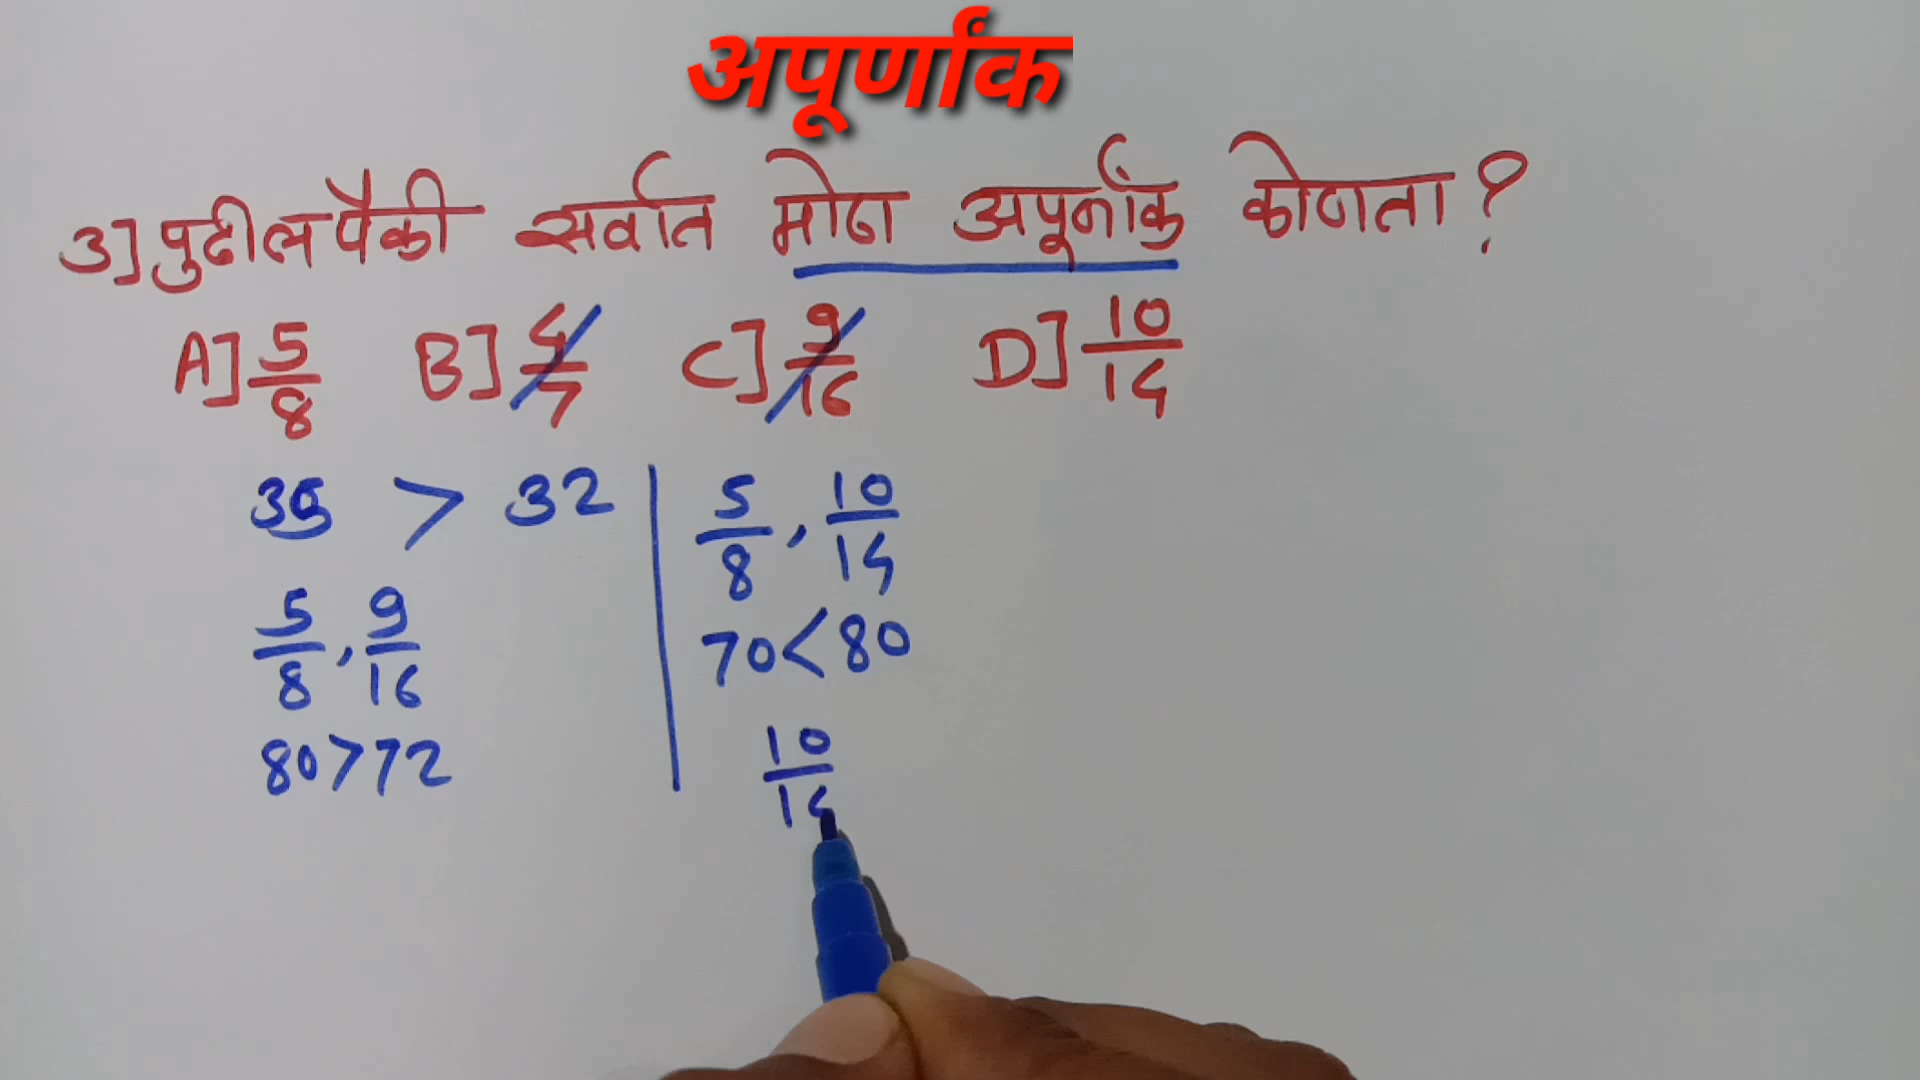 अपूर्णांक
3] पुढीलपैकी सर्वात मोठा अपूर्णांक कोणता?
A] 5/8 B] 4/7 C] 9/16 D] 10/14
35 > 32
5/8, 9/16
80>72
5/8, 10/14
70<80
10/14